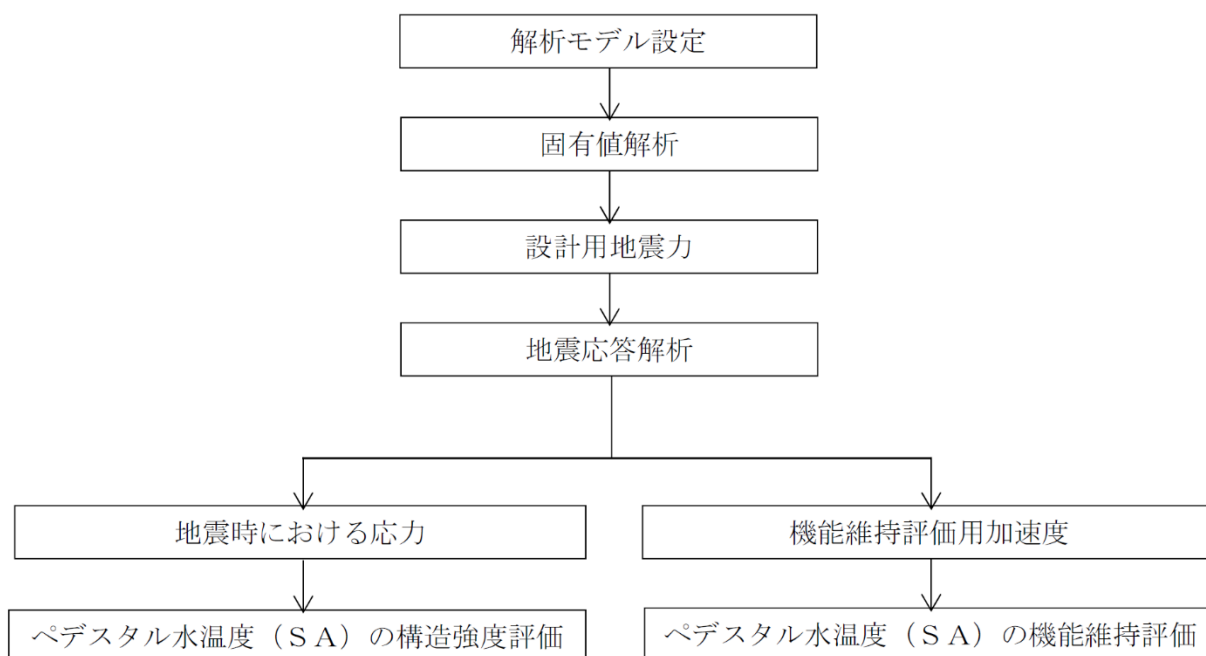 解析モデル設定
固有値解析
設計用地震力
地震応答解析
地震時における応力
機能維持評価用加速度
ペデスタル水温度（ＳＡ）の構造強度評価
ペデスタル水温度（ＳＡ）の機能維持評価